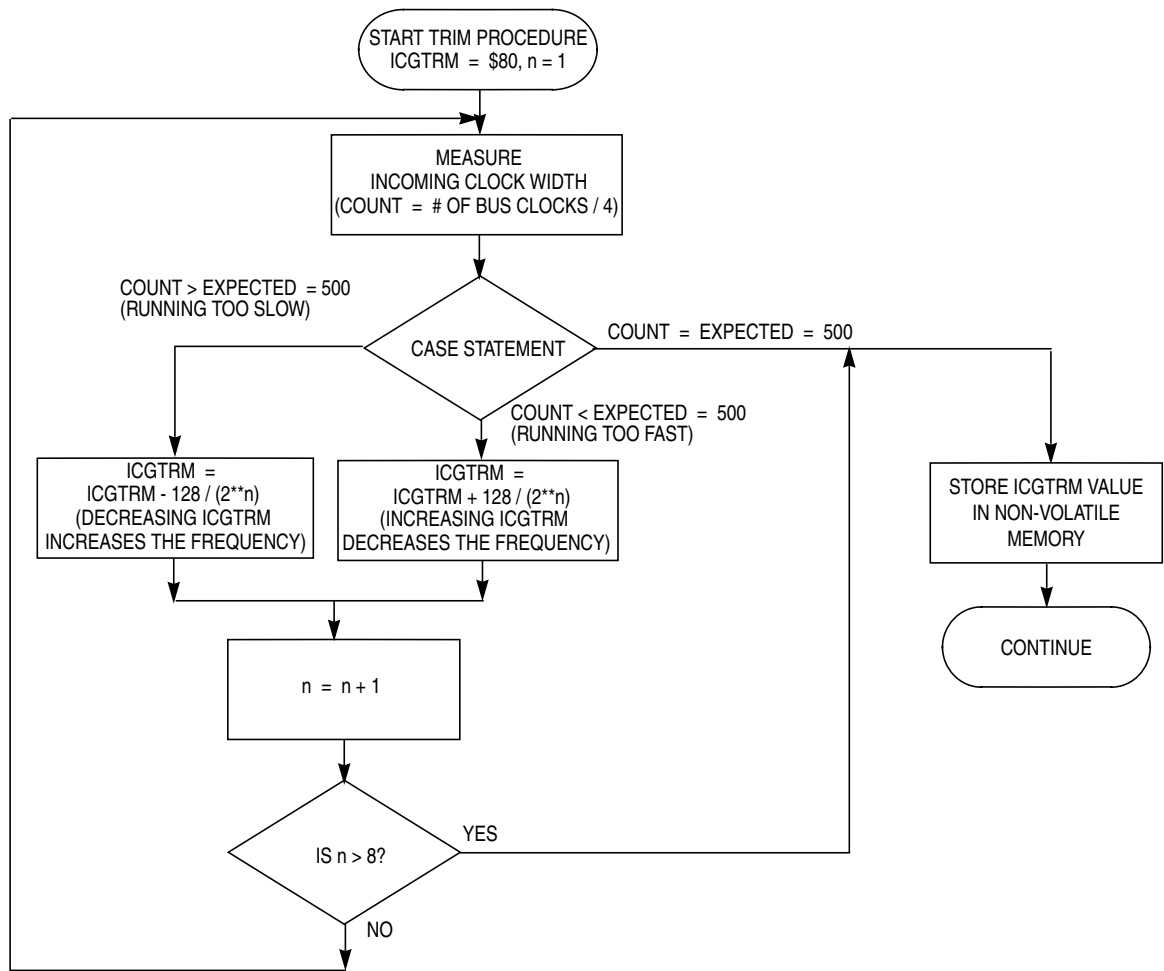 START TRIM PROCEDURE
ICGTRM = $80, n = 1
MEASURE
INCOMING CLOCK WIDTH
(COUNT = # OF BUS CLOCKS / 4)
COUNT > EXPECTED = 500
(RUNNING TOO SLOW)
CASE STATEMENT
COUNT = EXPECTED = 500
COUNT < EXPECTED = 500
(RUNNING TOO FAST)
ICGTRM =
ICGTRM - 128 / (2**n)
(DECREASING ICGTRM
INCREASES THE FREQUENCY)
ICGTRM =
ICGTRM + 128 / (2**n)
(INCREASING ICGTRM
DECREASES THE FREQUENCY)
STORE ICGTRM VALUE
IN NON-VOLATILE
MEMORY
CONTINUE
n = n + 1
IS n > 8?
YES
NO